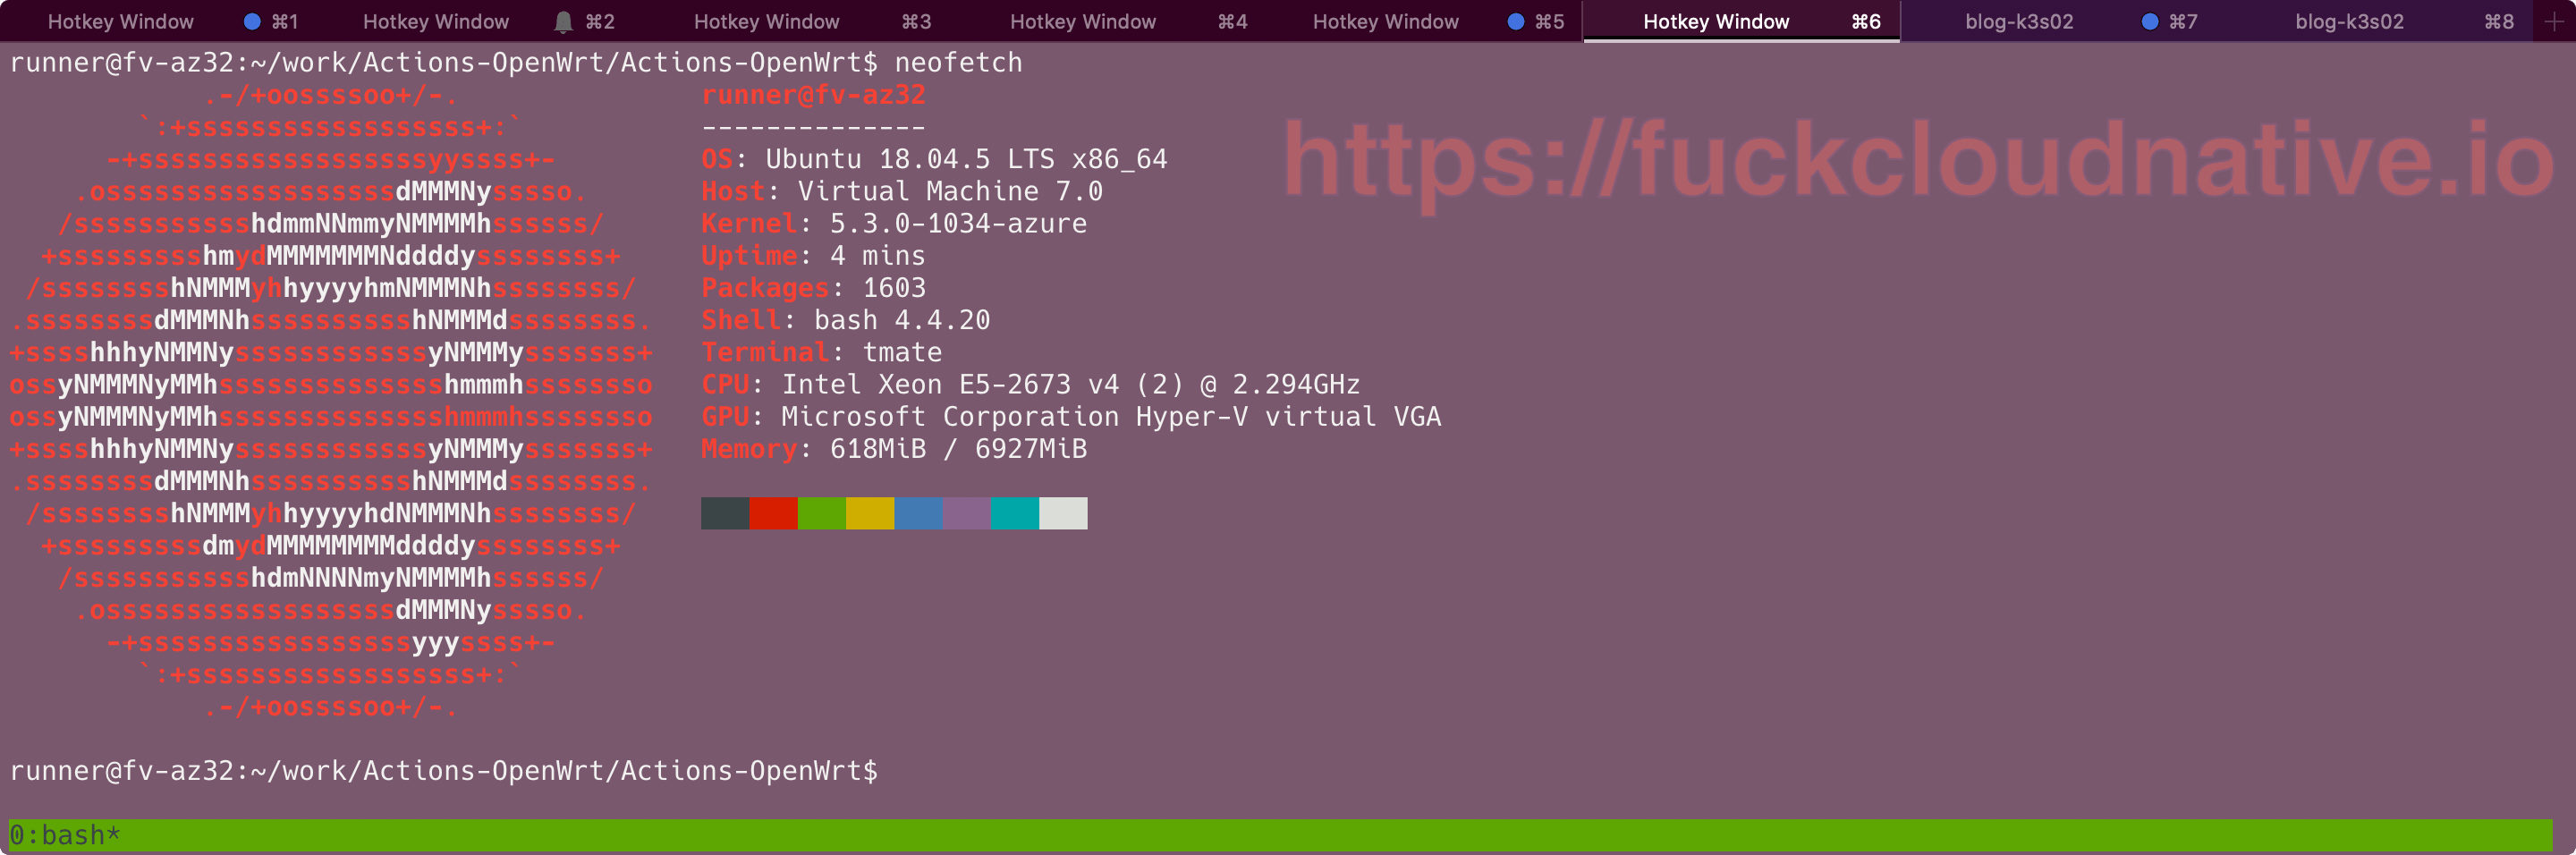 Hotkey Window ⌘1 Hotkey Window ⌘2 Hotkey Window ⌘3 Hotkey Window ⌘4 Hotkey Window ⌘5 Hotkey Window ⌘6 blog-k3s02 ⌘7 blog-k3s02 ⌘8
runner@fv-az32:~/work/Actions-OpenWrt/Actions-OpenWrt$ neofetch
            .-/+oossssoo+/-.               runner@fv-az32
        `:+ssssssssssssssssss+:`           --------------
      -+ssssssssssssssssssyyssss+-         OS: Ubuntu 18.04.5 LTS x86_64
    .ossssssssssssssssssdMMMNysssso.       Host: Virtual Machine 7.0
   /ssssssssssshdmmNNmmyNMMMMhssssss/      Kernel: 5.3.0-1034-azure
  +ssssssssshmydMMMMMMMNddddyssssssss+     Uptime: 4 mins
 /sssssssshNMMMyhhyyyyhmNMMMNhssssssss/    Packages: 1603
.ssssssssdMMMNhsssssssssshNMMMdssssssss.   Shell: bash 4.4.20
+sssshhhyNMMNyssssssssssssyNMMMysssssss+   Terminal: tmate
ossyNMMMNyMMhsssssssssssssshmmmhssssssso   CPU: Intel Xeon E5-2673 v4 (2) @ 2.294GHz
ossyNMMMNyMMhsssssssssssssshmmmhssssssso   GPU: Microsoft Corporation Hyper-V virtual VGA
+sssshhhyNMMNyssssssssssssyNMMMysssssss+   Memory: 618MiB / 6927MiB
.ssssssssdMMMNhsssssssssshNMMMdssssssss.
 /sssssssshNMMMyhhyyyyhdNMMMNhssssssss/
  +sssssssssdmydMMMMMMMMddddyssssssss+
   /ssssssssssshdmNNNNmyNMMMMhssssss/
    .ossssssssssssssssssdMMMNysssso.
      -+sssssssssssssssssyyyssss+-
        `:+ssssssssssssssssss+:`
            .-/+oossssoo+/-.
https://fuckcloudnative.io
runner@fv-az32:~/work/Actions-OpenWrt/Actions-OpenWrt$
0:bash*